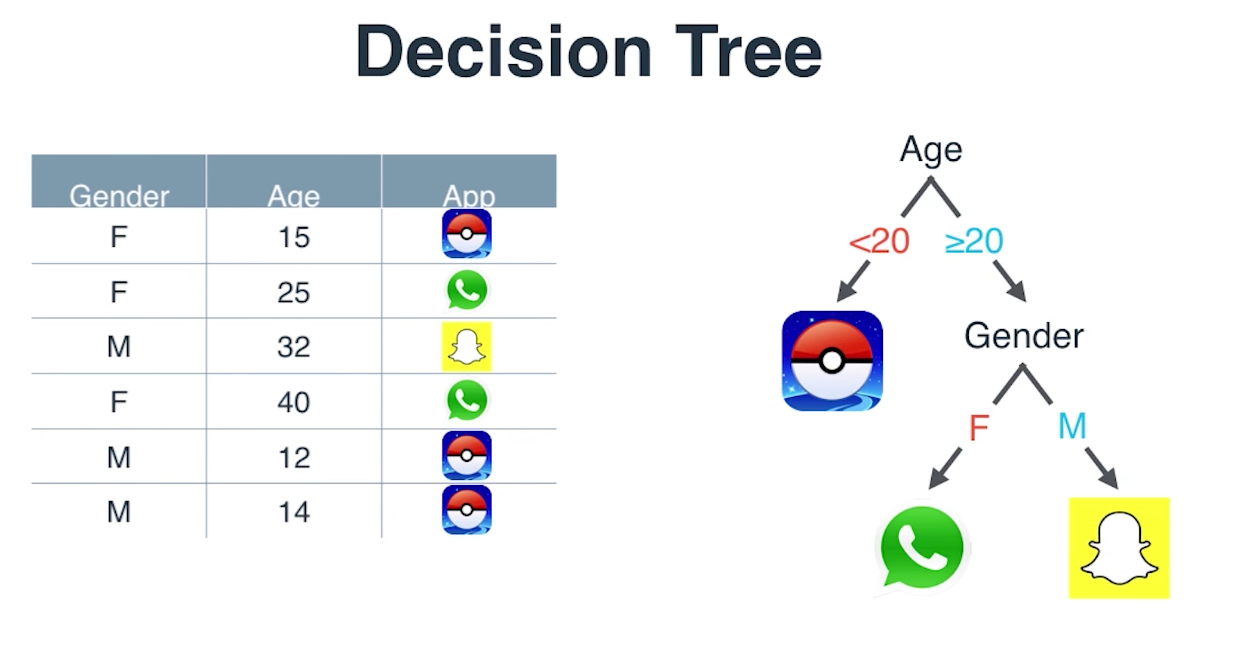 Decision Tree
Gender Age App
F 15
F 25
M 32
F 40
M 12
M 14
Age
<20 ≥20
Gender
F M